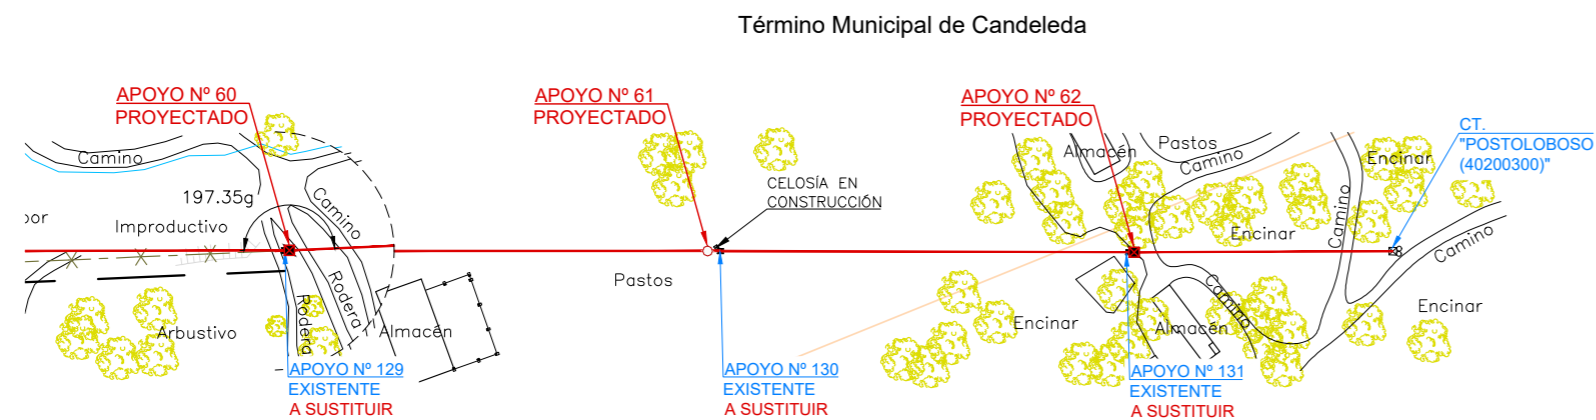 Término Municipal de Candeleda
APOYO Nº 60
PROYECTADO
APOYO Nº 61
PROYECTADO
APOYO Nº 62
PROYECTADO
CT.
"POSTOLOBOSO
(40200300)"
Camino
197.35g
Improductivo
Camino
CELOSÍA EN
CONSTRUCCIÓN
Almacén
Pastos
Camino
Encinar
Encinar
Camino
Camino
Pastos
Rodera
Rodera
Arbustivo
Almacén
Encinar
Camino
Almacén
Encinar
APOYO Nº 129
EXISTENTE
A SUSTITUIR
APOYO Nº 130
EXISTENTE
A SUSTITUIR
APOYO Nº 131
EXISTENTE
A SUSTITUIR